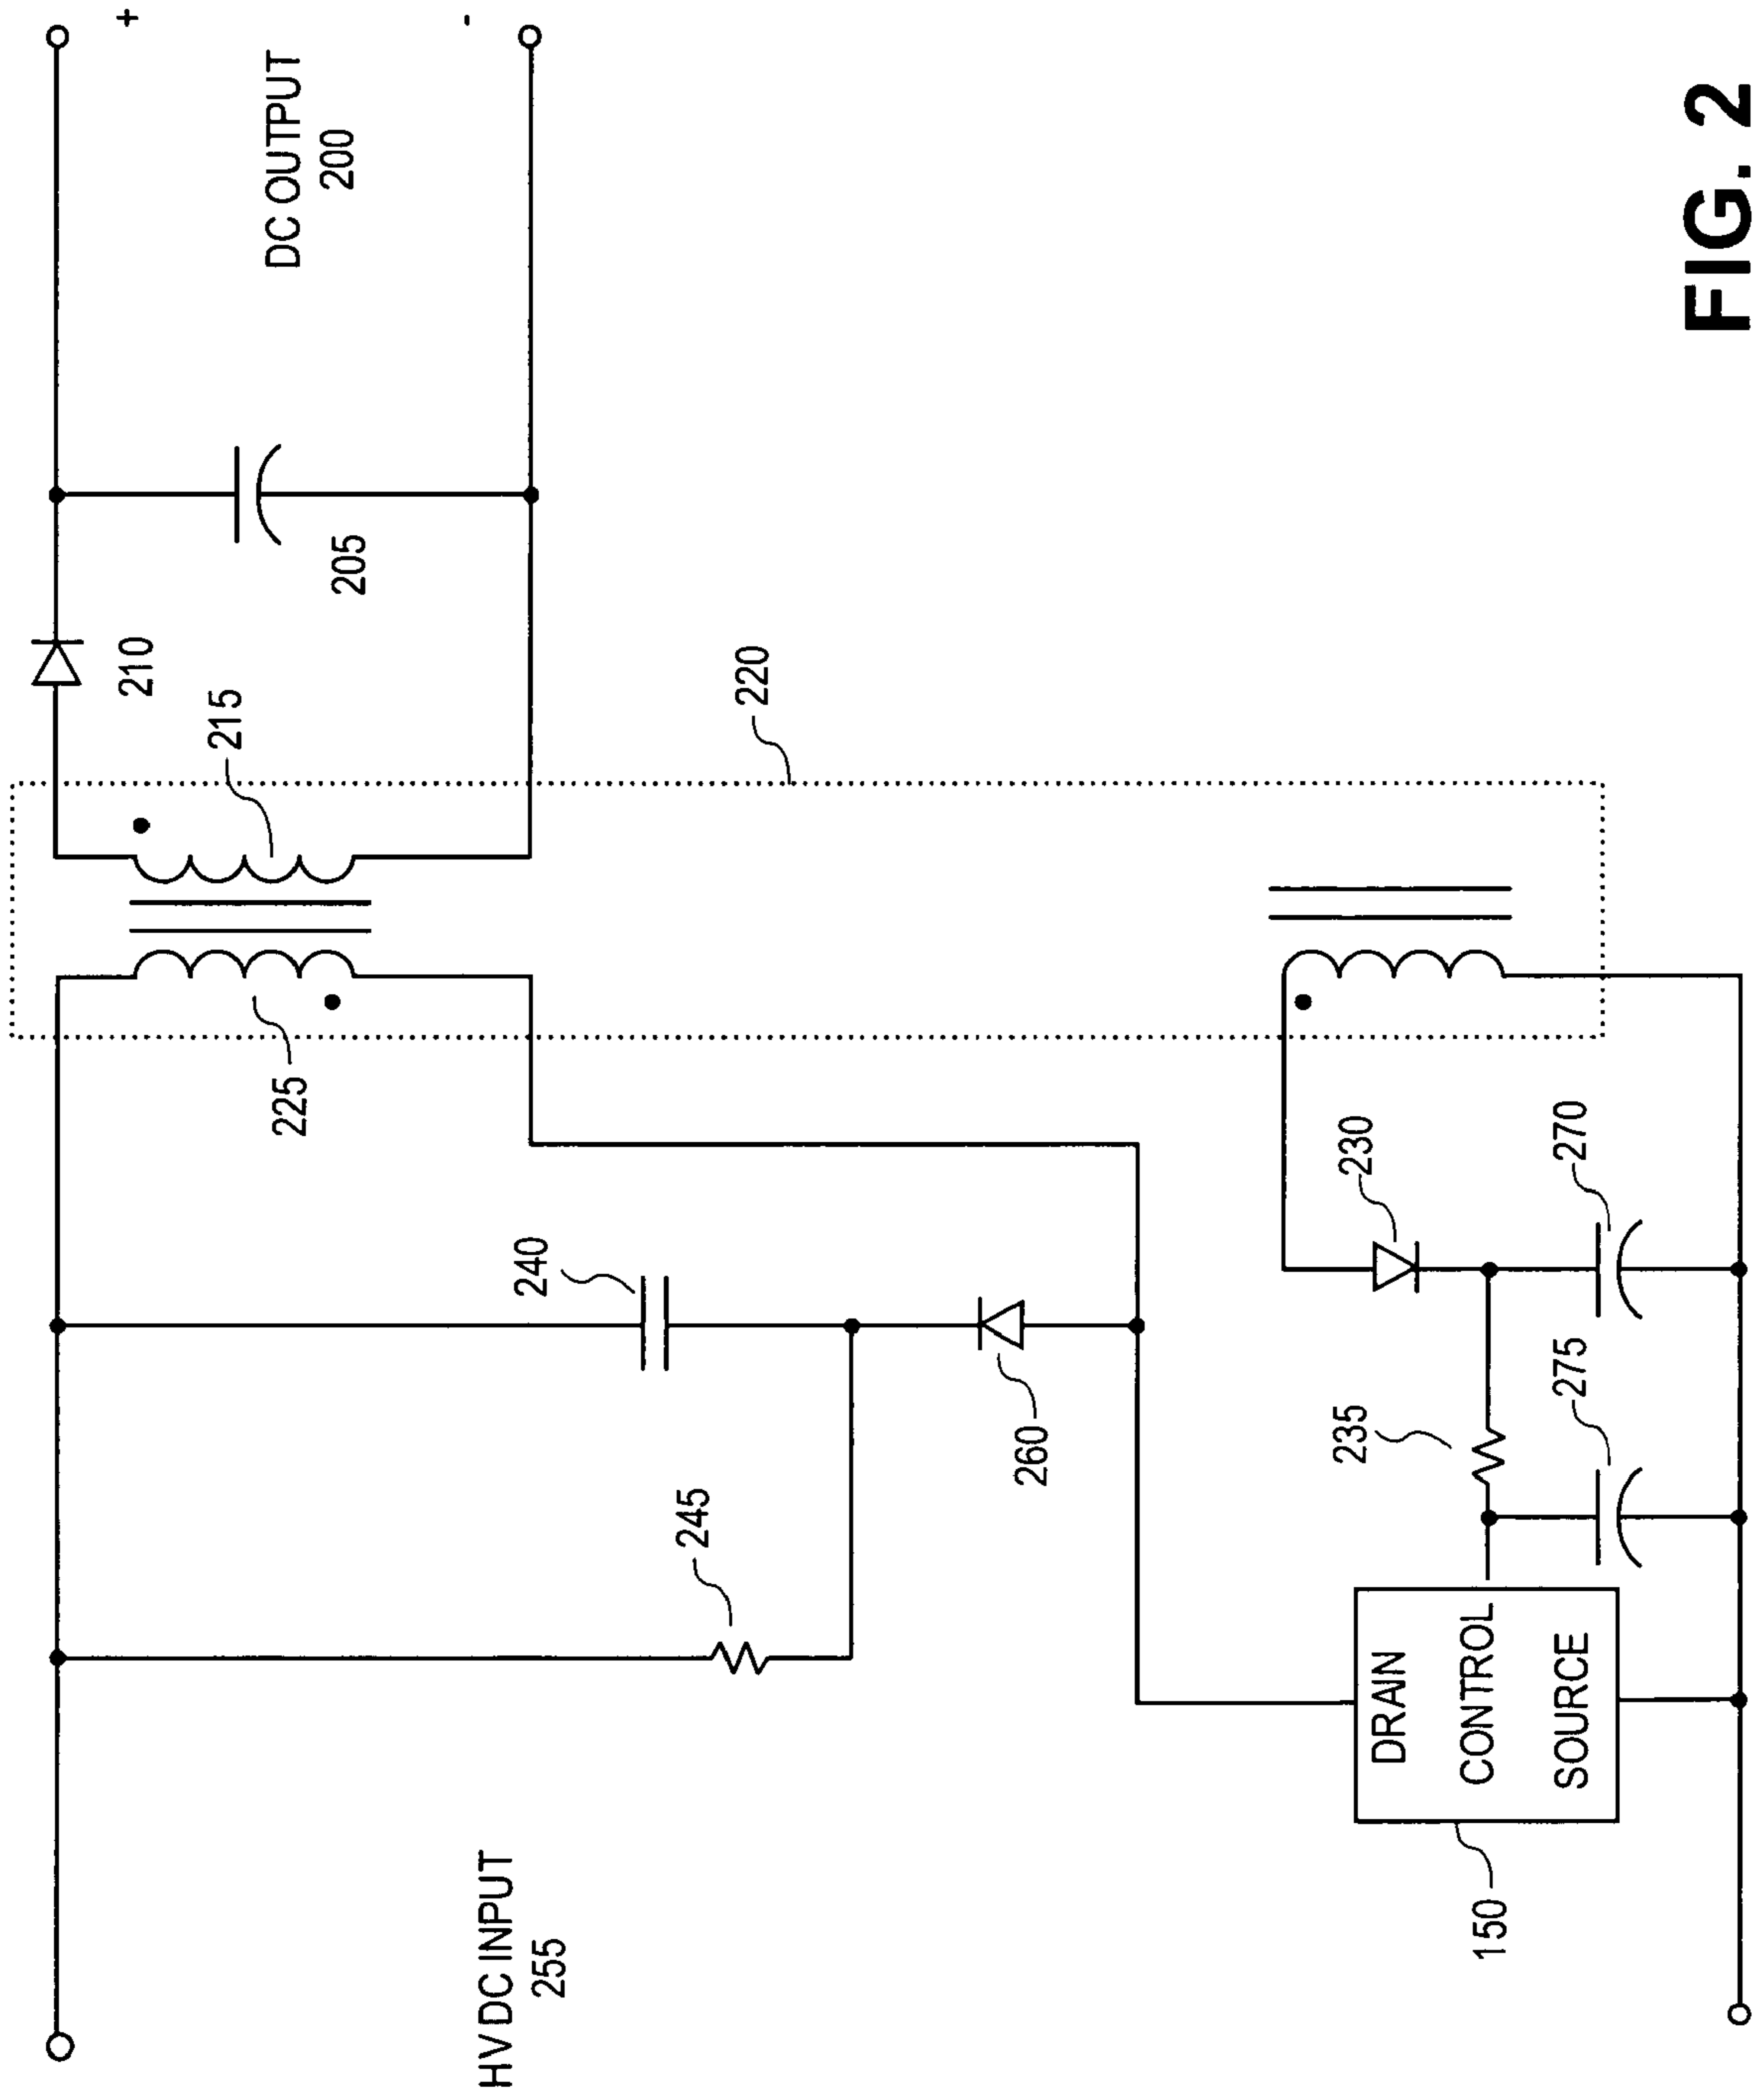 +
-
DC OUTPUT
200
210
205
215
220
225
240
230
270
260
235
275
245
DRAIN
CONTROL
SOURCE
150
HV DC INPUT
255
FIG. 2